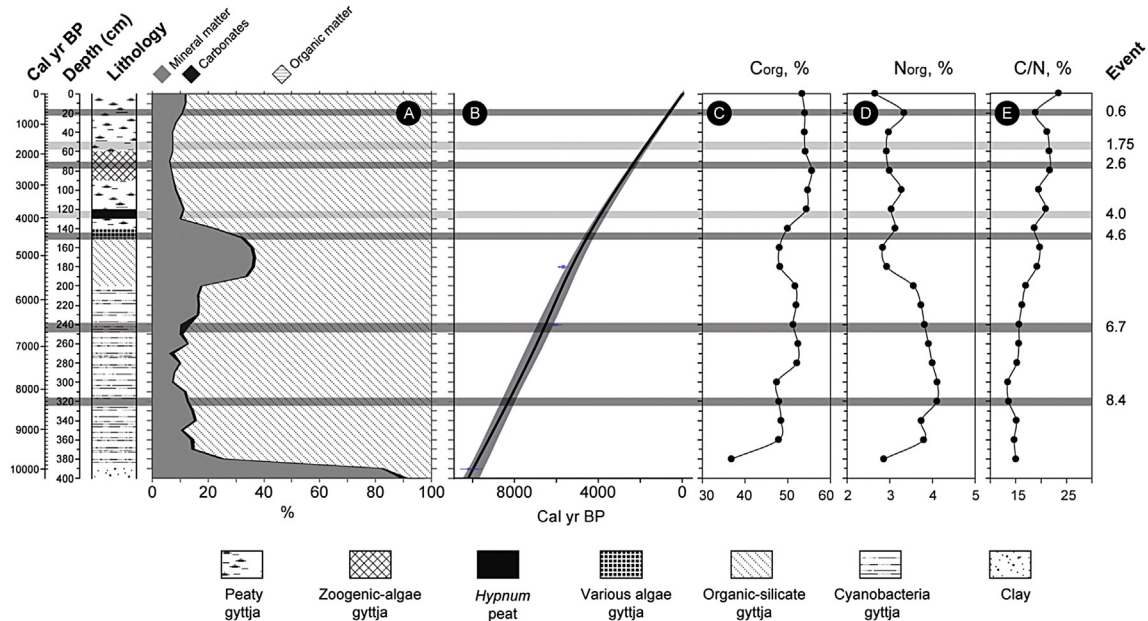 Cal yr BP
Depth (cm)
Lithology
Mineral matter
Carbonates
Organic matter
Corg, %
Norg, %
C/N, %
Event
A
B
C
D
E
0
1000
2000
3000
4000
5000
6000
7000
8000
9000
10000
0
20
40
60
80
100
120
140
160
180
200
220
240
260
280
300
320
340
360
380
400
0.6
1.75
2.6
4.0
4.6
6.7
8.4
0 20 40 60 80 100
%
8000 4000 0
Cal yr BP
30 40 50 60
2 3 4 5
15 25
Peaty
gyttja
Zoogenic-algae
gyttja
Hypnum
peat
Various algae
gyttja
Organic-silicate
gyttja
Cyanobacteria
gyttja
Clay